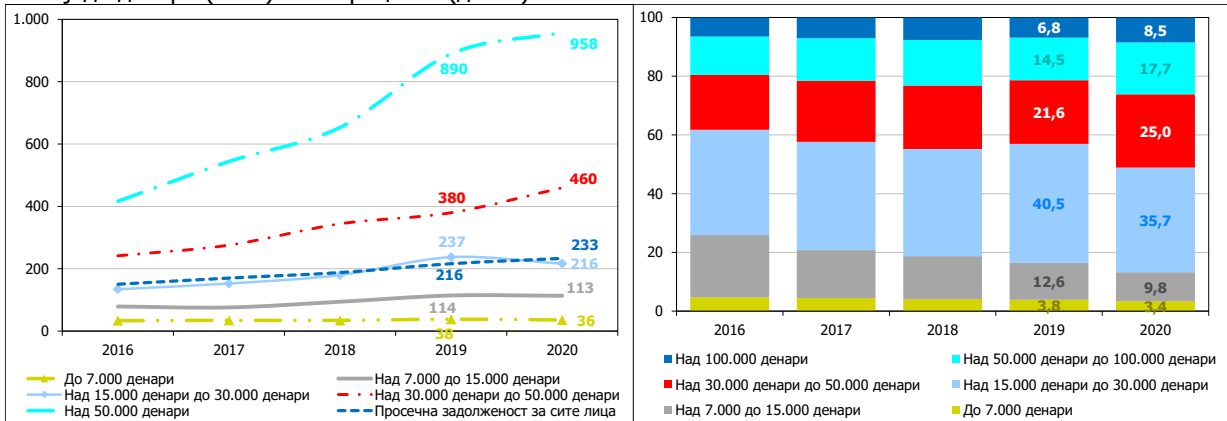 1.000
800
600
400
200
0
958
890
460
380
237
233
216
216
113
114
36
38
2016 2017 2018 2019 2020
До 7.000 денари
Над 7.000 до 15.000 денари
Над 15.000 денари до 30.000 денари
Над 30.000 денари до 50.000 денари
Над 50.000 денари
Просечна задолженост за сите лица
100
80
60
40
20
0
6,8 8,5
14,5 17,7
21,6 25,0
40,5 35,7
12,6 9,8
3,8 3,4
2016 2017 2018 2019 2020
Над 100.000 денари
Над 50.000 денари до 100.000 денари
Над 30.000 денари до 50.000 денари
Над 15.000 денари до 30.000 денари
Над 7.000 до 15.000 денари
До 7.000 денари